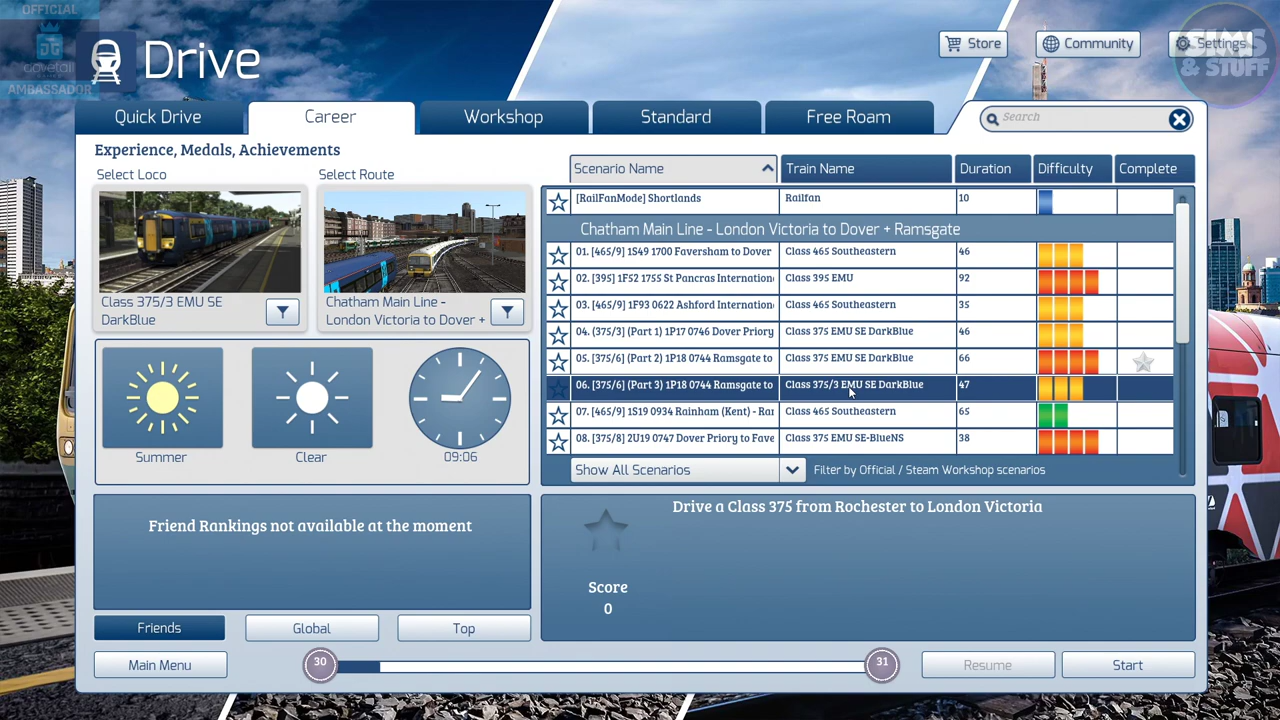 OFFICIAL
dovetail
AMBASSADOR
Drive
Store
Community
Settings
SIMS
& STUFF
Quick Drive
Career
Workshop
Standard
Free Roam
Search
Experience, Medals, Achievements
Select Loco
Select Route
Class 375/3 EMU SE
DarkBlue
Chatham Main Line -
London Victoria to Dover +
Scenario Name
Train Name
Duration
Difficulty
Complete
[RailFanMode] Shortlands
Railfan
10
Chatham Main Line - London Victoria to Dover + Ramsgate
01. [465/9] 1S49 1700 Faversham to Dover
Class 465 Southeastern
46
02. [395] 1F52 1755 St Pancras Internation
Class 395 EMU
92
03. [465/9] 1F93 0622 Ashford Internation
Class 465 Southeastern
35
04. [375/3] (Part 1) 1P17 0746 Dover Priory
Class 375 EMU SE DarkBlue
46
05. [375/6] (Part 2) 1P18 0744 Ramsgate to
Class 375 EMU SE DarkBlue
66
06. [375/6] (Part 3) 1P18 0744 Ramsgate to
Class 375/3 EMU SE DarkBlue
47
07. [465/9] 1S19 0934 Rainham (Kent) - Ra
Class 465 Southeastern
65
08. [375/8] 2U19 0747 Dover Priory to Fave
Class 375 EMU SE-BlueNS
38
Show All Scenarios
Filter by Official / Steam Workshop scenarios
Summer
Clear
09:06
Friend Rankings not available at the moment
Drive a Class 375 from Rochester to London Victoria
Score
0
Friends
Global
Top
Main Menu
30
31
Resume
Start